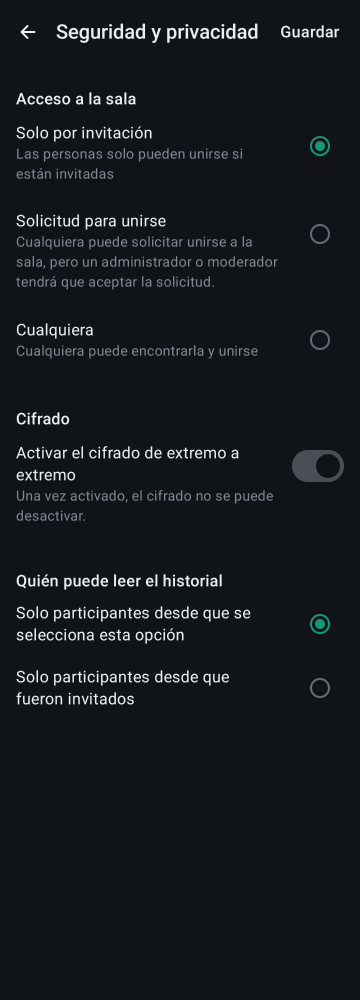 Seguridad y privacidad
Guardar
Acceso a la sala
Solo por invitación
Las personas solo pueden unirse si
están invitadas
Solicitud para unirse
Cualquiera puede solicitar unirse a la
sala, pero un administrador o moderador
tendrá que aceptar la solicitud.
Cualquiera
Cualquiera puede encontrarla y unirse
Cifrado
Activar el cifrado de extremo a
extremo
Una vez activado, el cifrado no se puede
desactivar.
Quién puede leer el historial
Solo participantes desde que se
selecciona esta opción
Solo participantes desde que
fueron invitados